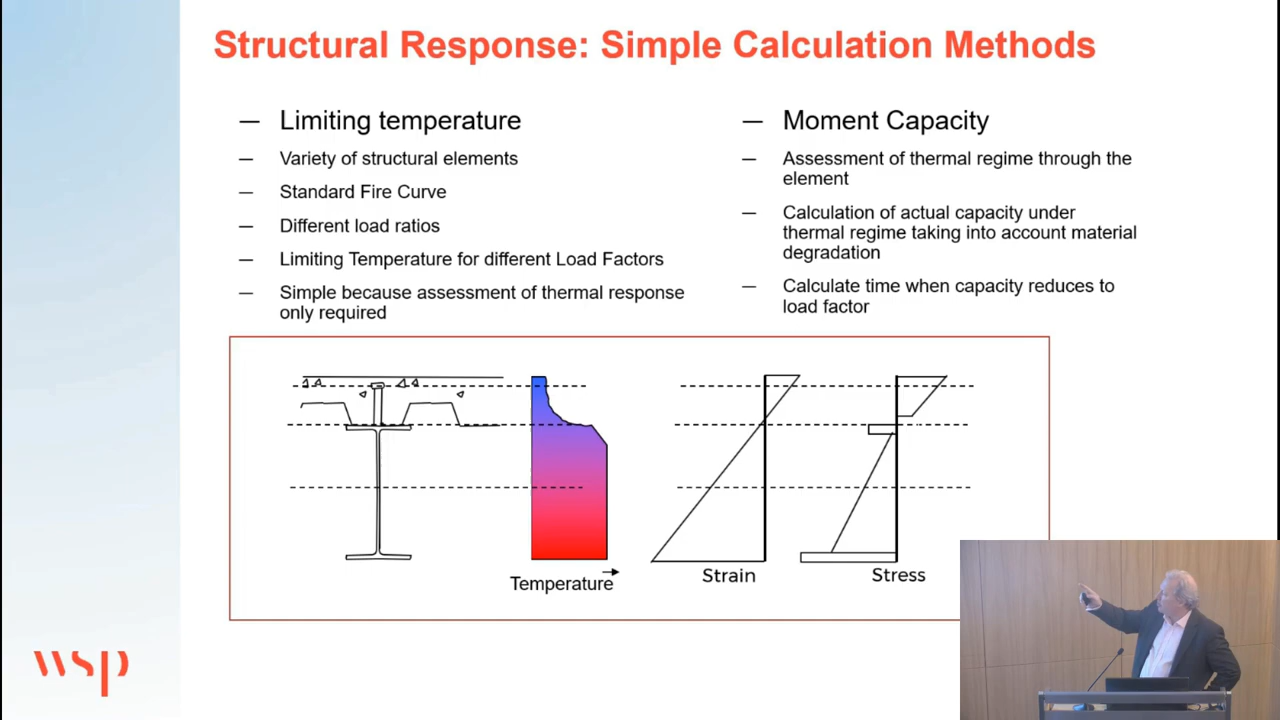 Structural Response: Simple Calculation Methods
— Limiting temperature
— Variety of structural elements
— Standard Fire Curve
— Different load ratios
— Limiting Temperature for different Load Factors
— Simple because assessment of thermal response
only required
— Moment Capacity
— Assessment of thermal regime through the
element
— Calculation of actual capacity under
thermal regime taking into account material
degradation
— Calculate time when capacity reduces to
load factor
Temperature
Strain
Stress
wsp